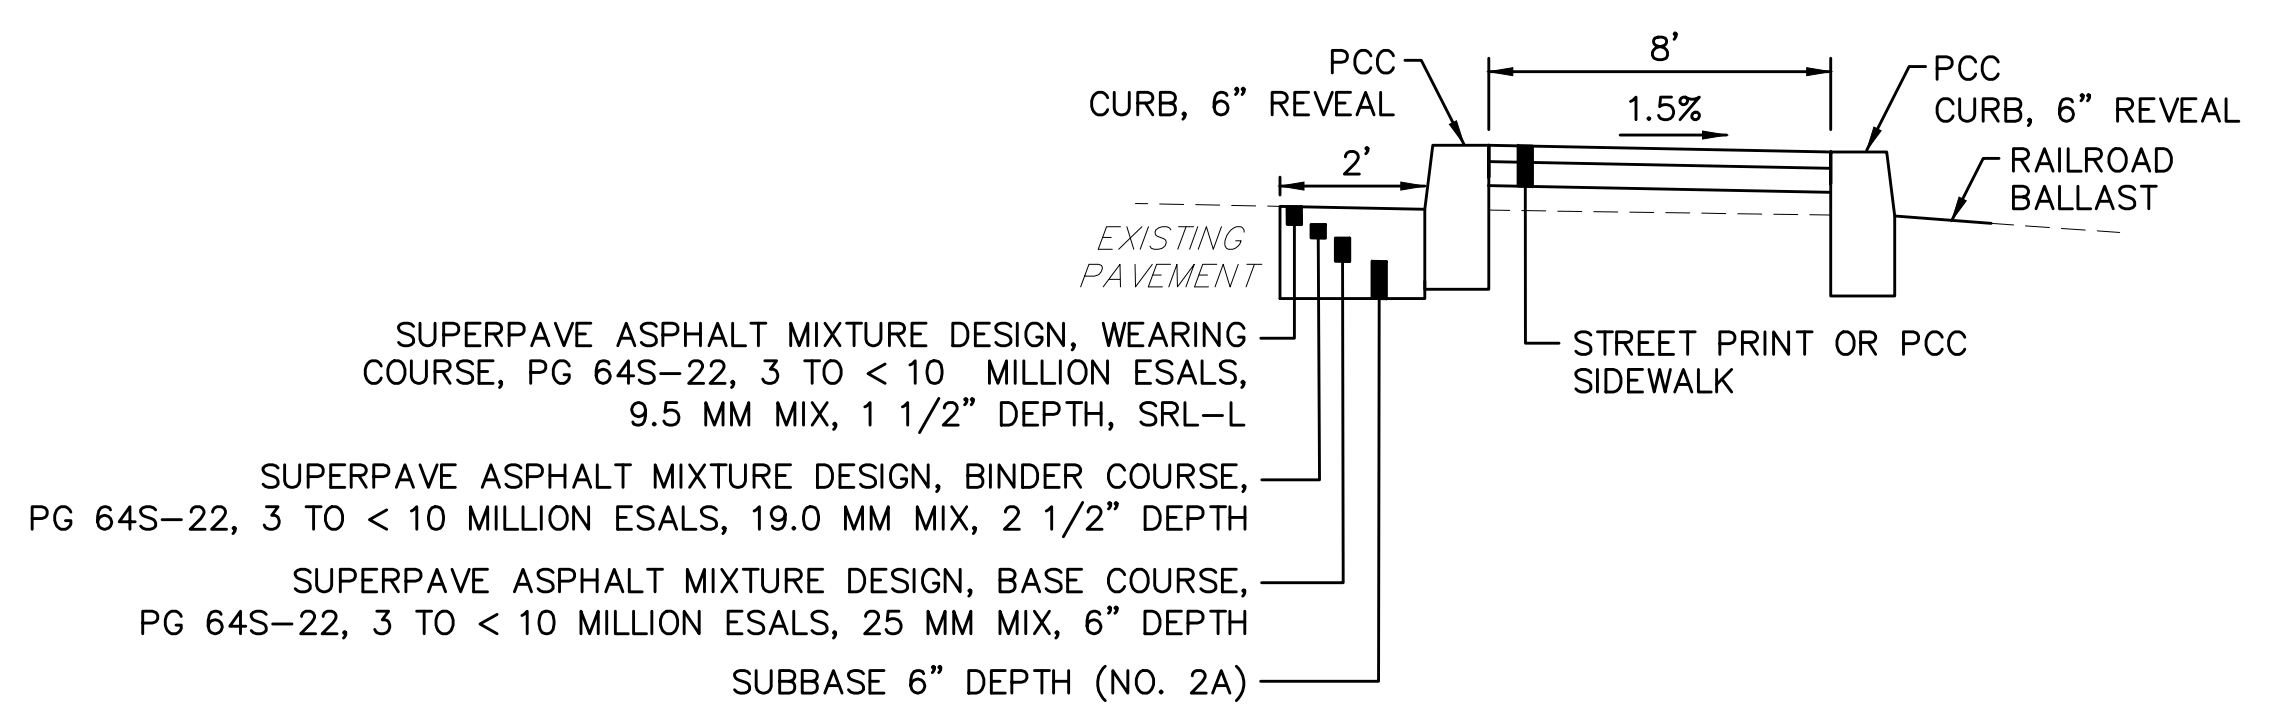 8’
PCC
CURB, 6” REVEAL
PCC
CURB, 6” REVEAL
1.5%
2’
RAILROAD
BALLAST
EXISTING
PAVEMENT
SUPERPAVE ASPHALT MIXTURE DESIGN, WEARING
COURSE, PG 64S-22, 3 TO < 10 MILLION ESALS,
9.5 MM MIX, 1 1/2” DEPTH, SRL-L
STREET PRINT OR PCC
SIDEWALK
SUPERPAVE ASPHALT MIXTURE DESIGN, BINDER COURSE,
PG 64S-22, 3 TO < 10 MILLION ESALS, 19.0 MM MIX, 2 1/2” DEPTH
SUPERPAVE ASPHALT MIXTURE DESIGN, BASE COURSE,
PG 64S-22, 3 TO < 10 MILLION ESALS, 25 MM MIX, 6” DEPTH
SUBBASE 6” DEPTH (NO. 2A)